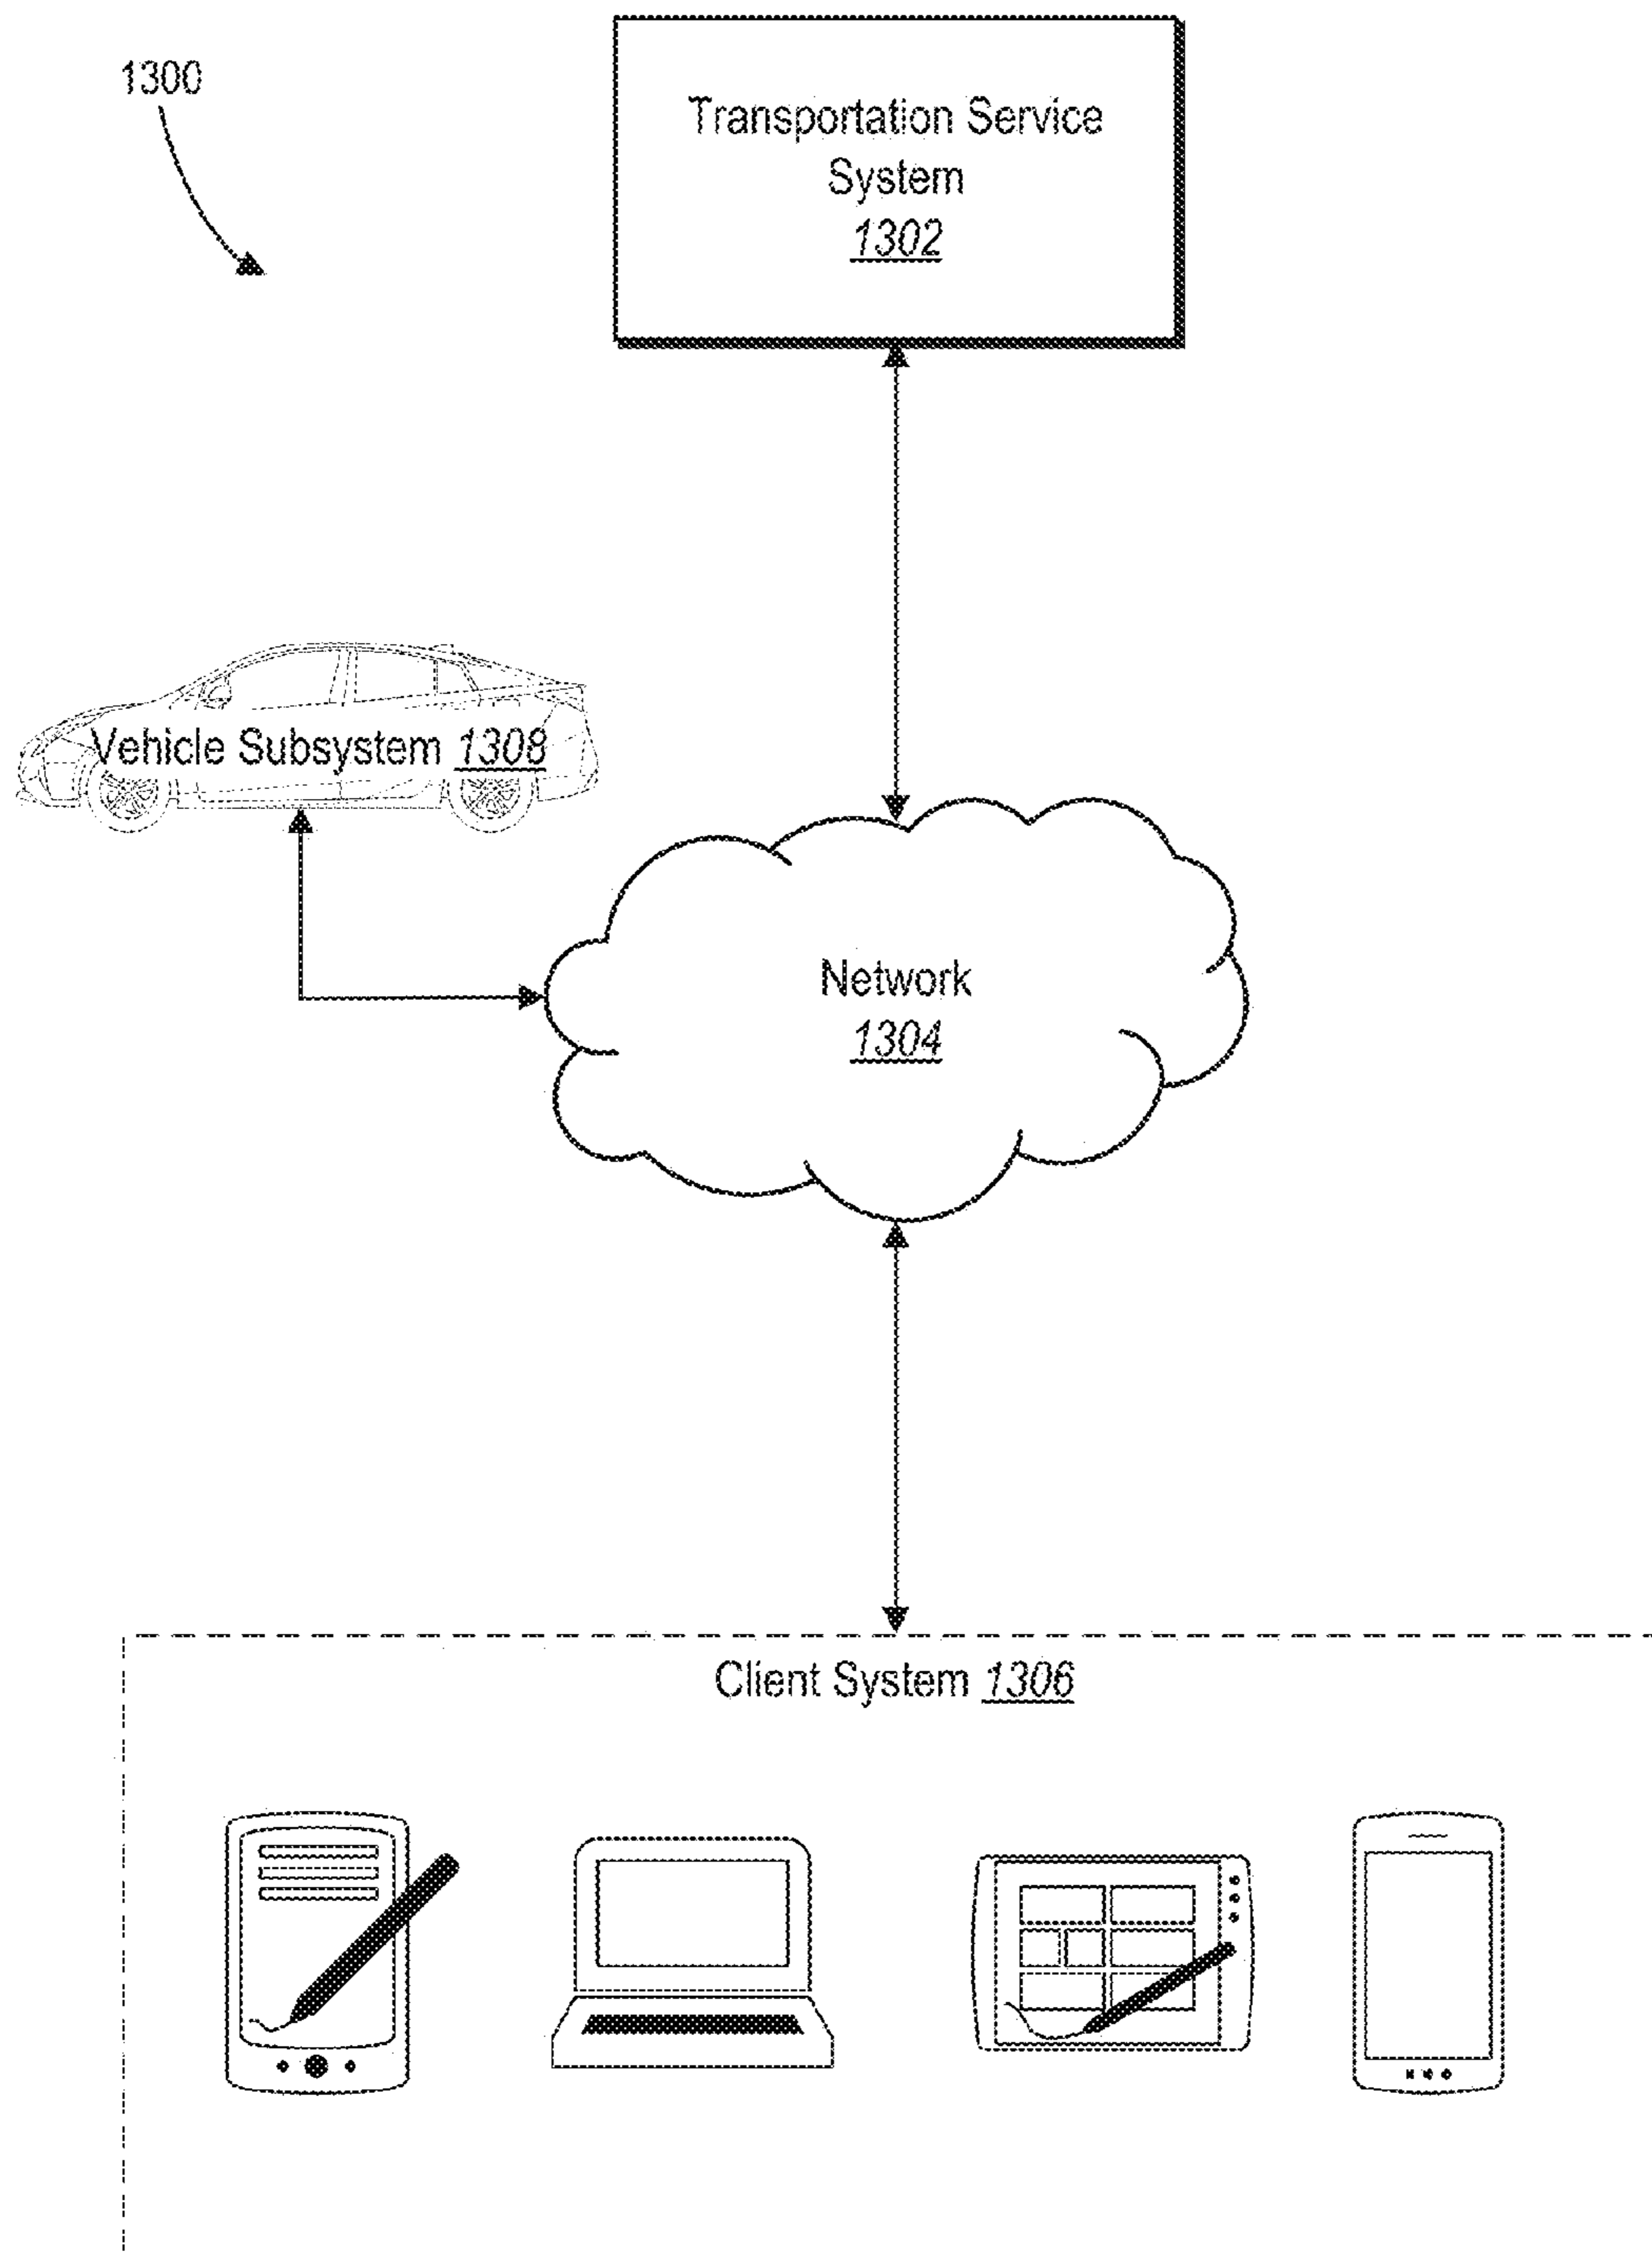 1300
Transportation Service
System
1302
Vehicle Subsystem 1308
Network
1304
Client System 1306